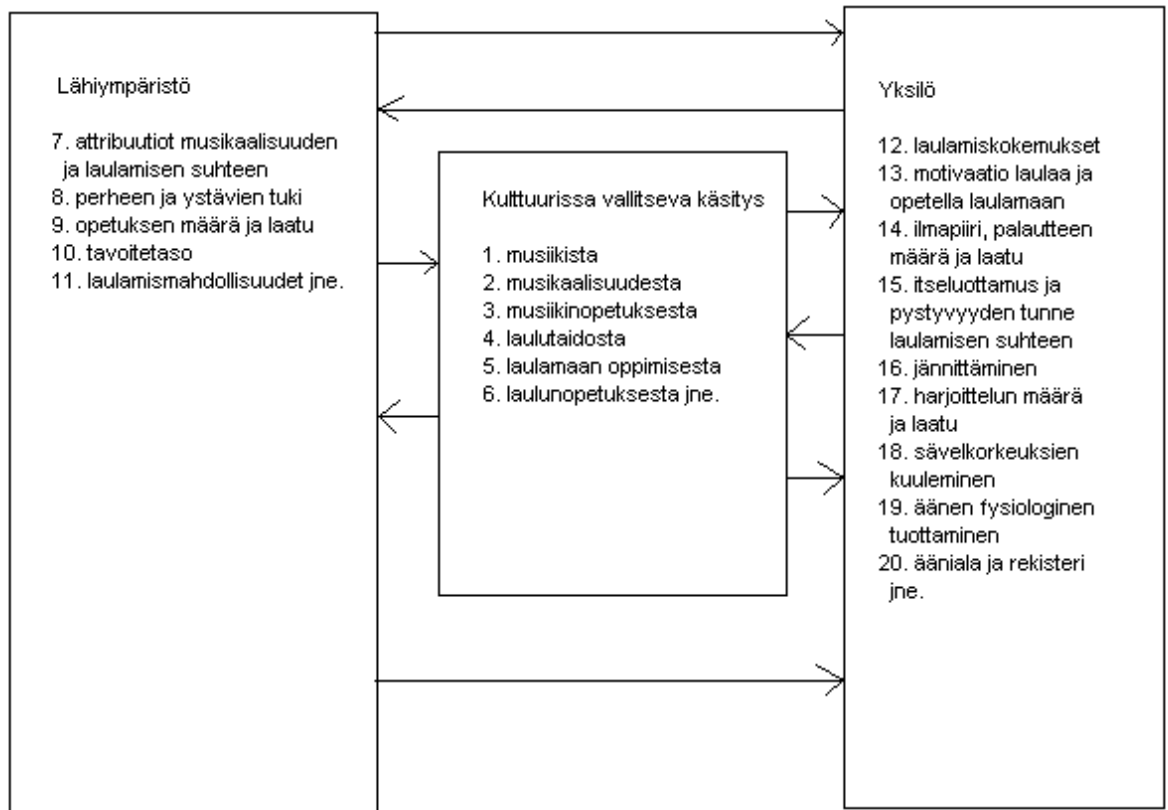 Lähiympäristö
7. attribuutiot musikaalisuuden
ja laulamisen suhteen
8. perheen ja ystävien tuki
9. opetuksen määrä ja laatu
10. tavoitetaso
11. laulamismahdollisuudet jne.
Kulttuurissa vallitseva käsitys
1. musiikista
2. musikaalisuudesta
3. musiikinopetuksesta
4. laulutaidosta
5. laulamaan oppimisesta
6. laulunopetuksesta jne.
Yksilö
12. laulamiskokemukset
13. motivaatio laulaa ja
opetella laulamaan
14. ilmapiiri, palautteen
määrä ja laatu
15. itseluottamus ja
pystyvyyden tunne
laulamisen suhteen
16. jännittäminen
17. harjoittelun määrä
ja laatu
18. sävelkorkeuksien
kuuleminen
19. äänen fysiologinen
tuottaminen
20. ääniala ja rekisteri
jne.